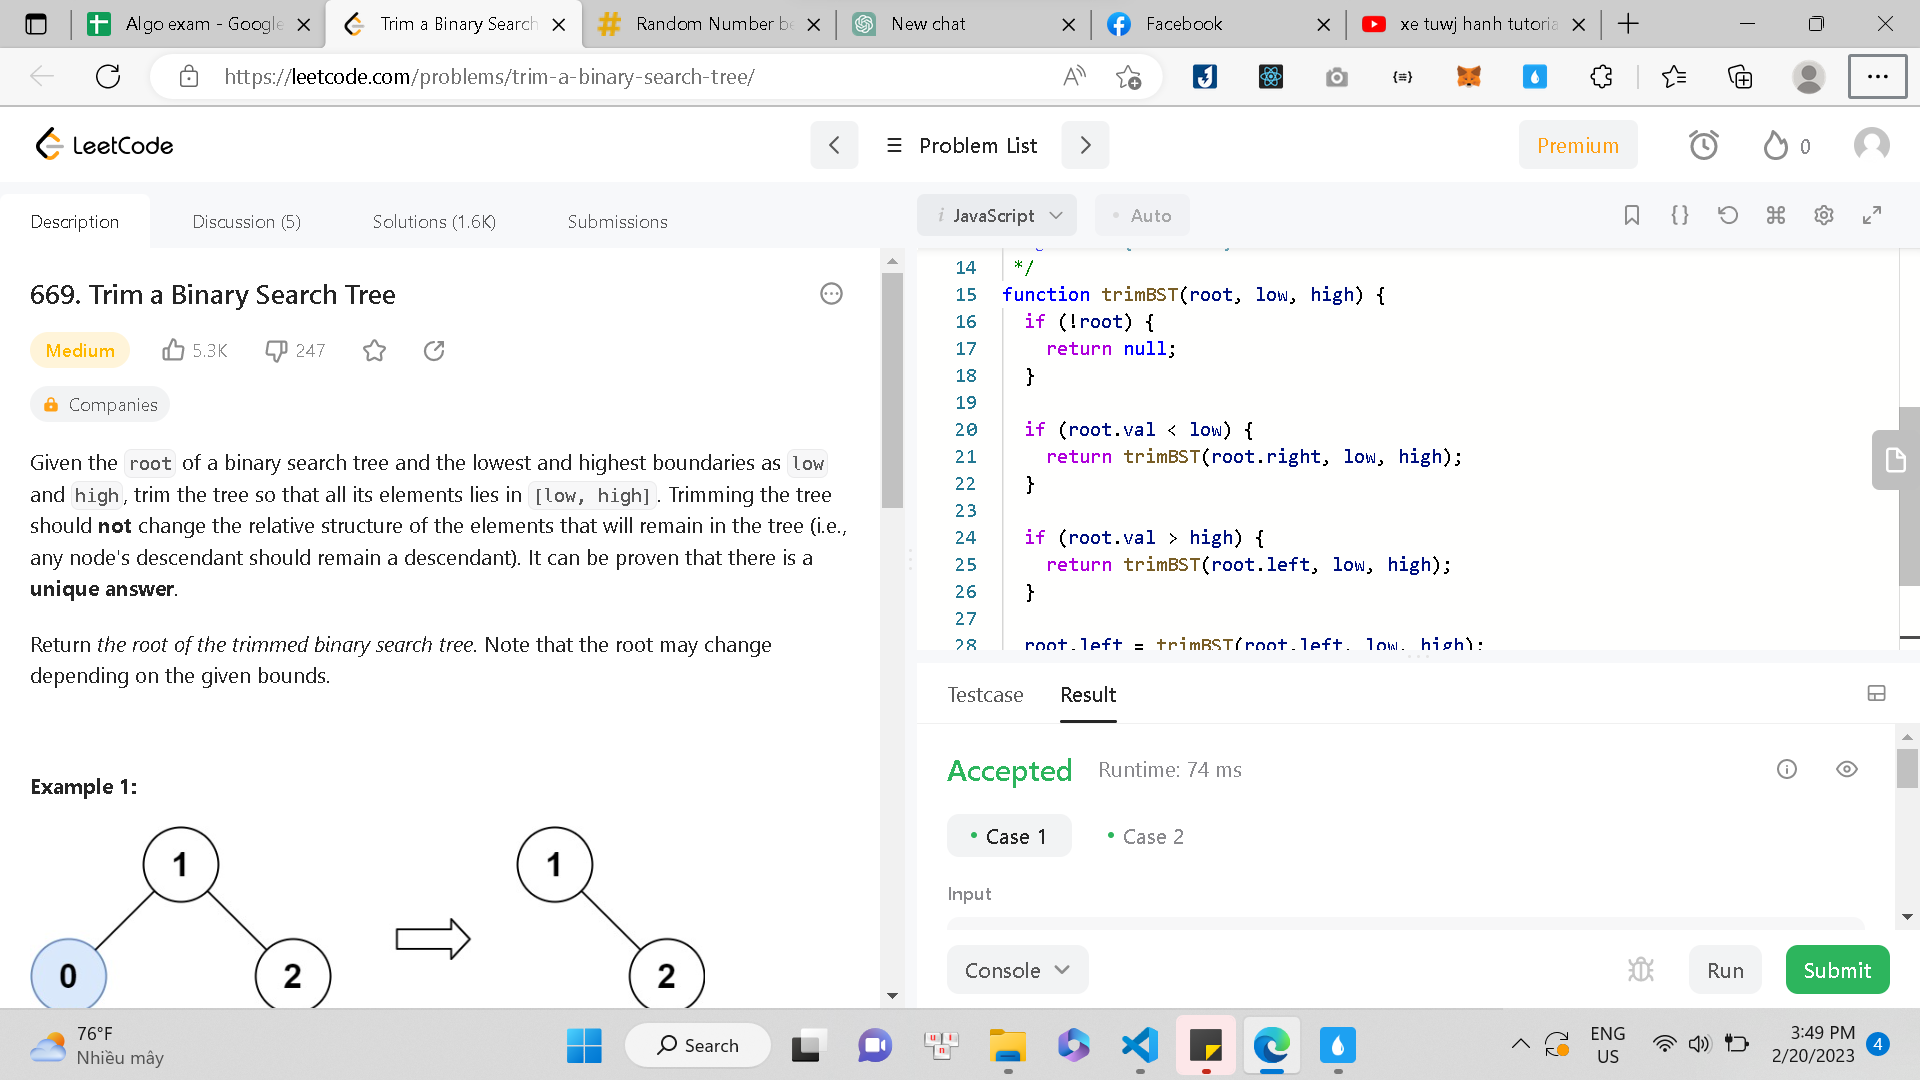 Algo exam - Google
Trim a Binary Search
Random Number be
New chat
Facebook
xe tuwj hanh tutoria
https://leetcode.com/problems/trim-a-binary-search-tree/
LeetCode
Problem List
Premium
0
Description
Discussion (5)
Solutions (1.6K)
Submissions
i JavaScript
Auto
669. Trim a Binary Search Tree
Medium
5.3K
247
Companies
Given the root of a binary search tree and the lowest and highest boundaries as low
and high, trim the tree so that all its elements lies in [low, high]. Trimming the tree
should not change the relative structure of the elements that will remain in the tree (i.e.,
any node's descendant should remain a descendant). It can be proven that there is a
unique answer.
Return the root of the trimmed binary search tree. Note that the root may change
depending on the given bounds.
Example 1:
1
0
2
1
2
14 */
15 function trimBST(root, low, high) {
16 if (!root) {
17 return null;
18 }
19
20 if (root.val < low) {
21 return trimBST(root.right, low, high);
22 }
23
24 if (root.val > high) {
25 return trimBST(root.left, low, high);
26 }
27
28 root.left = trimBST(root.left, low, high);
Testcase
Result
Accepted
Runtime: 74 ms
Case 1
Case 2
Input
Console
Run
Submit
76°F
Nhiều mây
Search
ENG
US
3:49 PM
2/20/2023
4